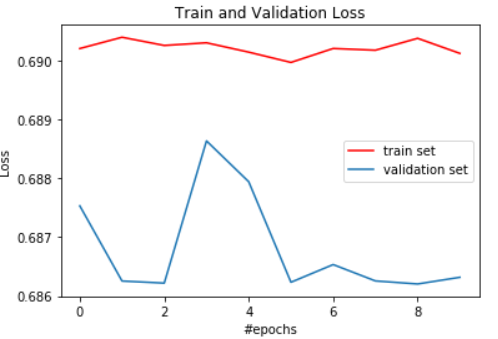 Train and Validation Loss
0.690
0.689
0.688
0.687
0.686
Loss
train set
validation set
0
2
4
6
8
#epochs